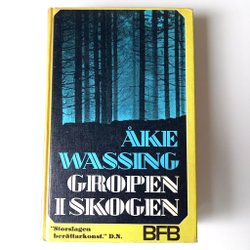 ÅKE
WASSING
GROPEN
I SKOGEN
"Storslagen
berättarkonst." D.N.
BFB